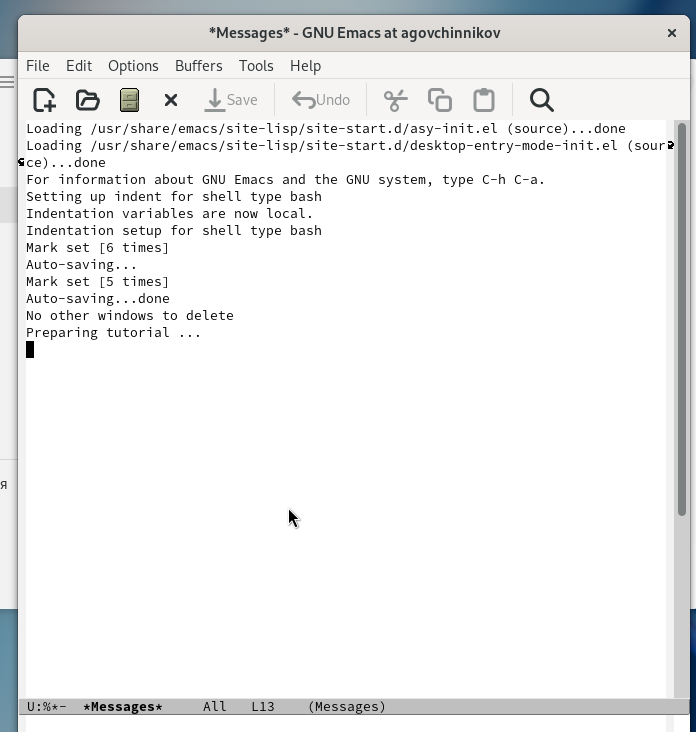 *Messages* - GNU Emacs at agovchinnikov
File Edit Options Buffers Tools Help
Save Undo
Loading /usr/share/emacs/site-lisp/site-start.d/asy-init.el (source)...done
Loading /usr/share/emacs/site-lisp/site-start.d/desktop-entry-mode-init.el (sour
ce)...done
For information about GNU Emacs and the GNU system, type C-h C-a.
Setting up indent for shell type bash
Indentation variables are now local.
Indentation setup for shell type bash
Mark set [6 times]
Auto-saving...
Mark set [5 times]
Auto-saving...done
No other windows to delete
Preparing tutorial ...
я
U:%*- *Messages* All L13 (Messages)